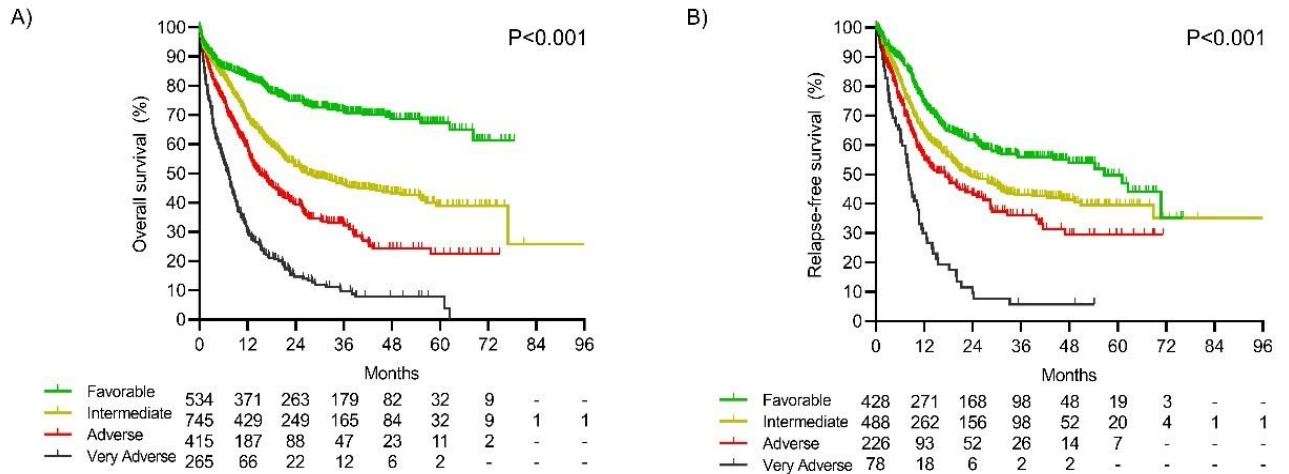 A)
P<0.001
Overall survival (%)
100
90
80
70
60
50
40
30
20
10
0
0 12 24 36 48 60 72 84 96
Months
Favorable 534 371 263 179 82 32 9 - -
Intermediate 745 429 249 165 84 32 9 1 1
Adverse 415 187 88 47 23 11 2 - -
Very Adverse 265 66 22 12 6 2 - - -
B)
P<0.001
Relapse-free survival (%)
100
90
80
70
60
50
40
30
20
10
0
0 12 24 36 48 60 72 84 96
Months
Favorable 428 271 168 98 48 19 3 - -
Intermediate 488 262 156 98 52 20 4 1 1
Adverse 226 93 52 26 14 7 - -
Very Adverse 78 18 6 2 2 - - - -